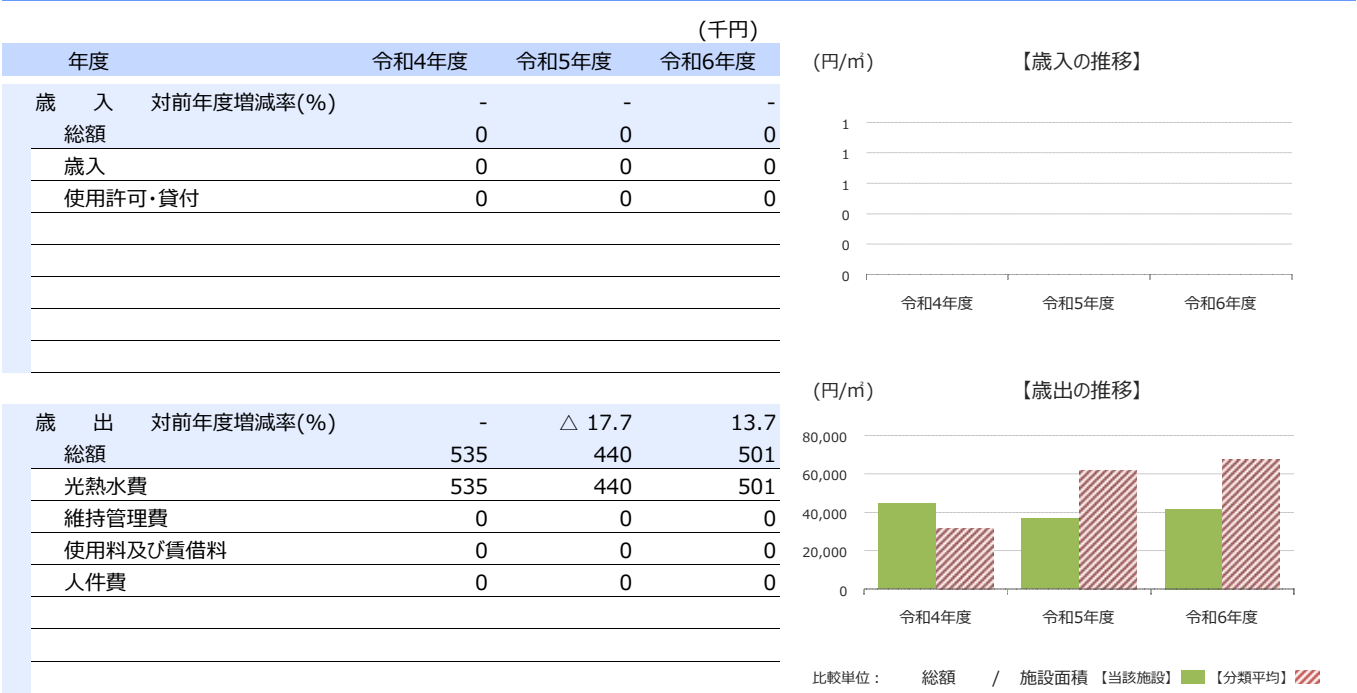 (千円)
年度 令和4年度 令和5年度 令和6年度
歳 入 対前年度増減率(%) - - -
総額 0 0 0
歳入 0 0 0
使用許可・貸付 0 0 0
(円/㎡) 【歳入の推移】
1
1
1
0
0
0
令和4年度 令和5年度 令和6年度
歳 出 対前年度増減率(%) - △ 17.7 13.7
総額 535 440 501
光熱水費 535 440 501
維持管理費 0 0 0
使用料及び賃借料 0 0 0
人件費 0 0 0
(円/㎡) 【歳出の推移】
80,000
60,000
40,000
20,000
0
令和4年度 令和5年度 令和6年度
比較単位： 総額 / 施設面積 【当該施設】 【分類平均】